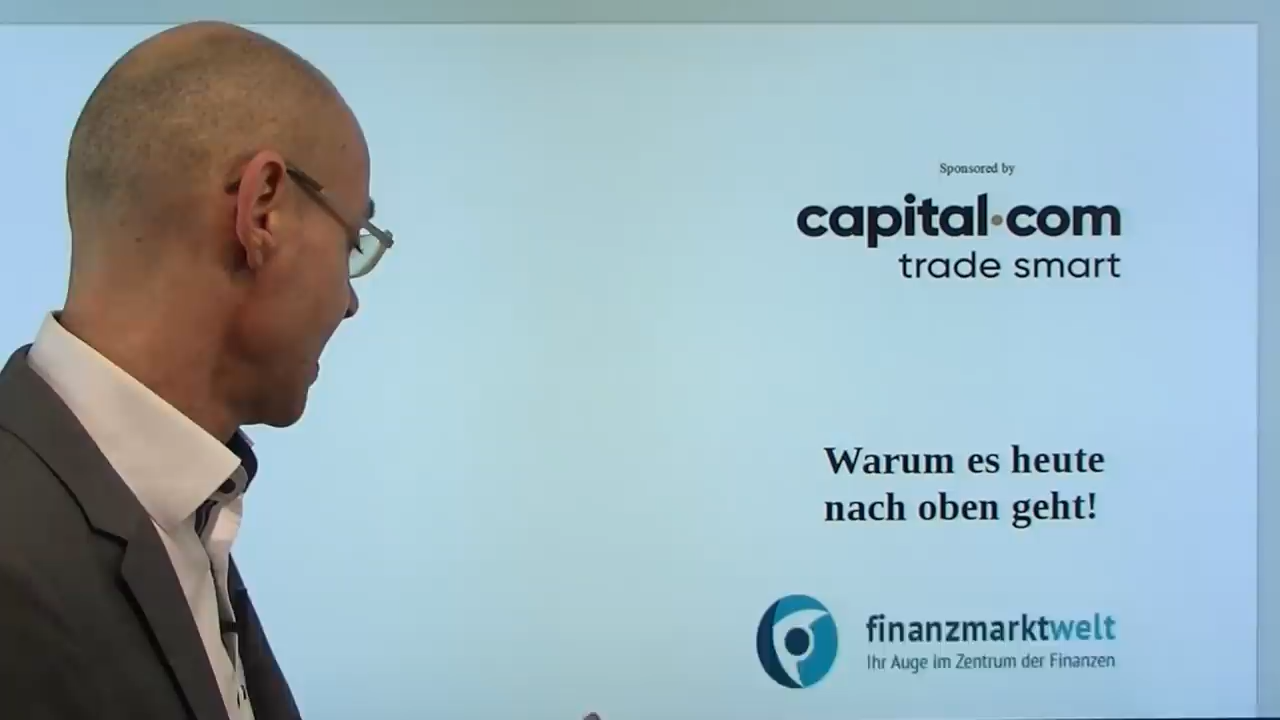 Sponsored by
capital.com
trade smart
Warum es heute
nach oben geht!
finanzmarktwelt
Ihr Auge im Zentrum der Finanzen